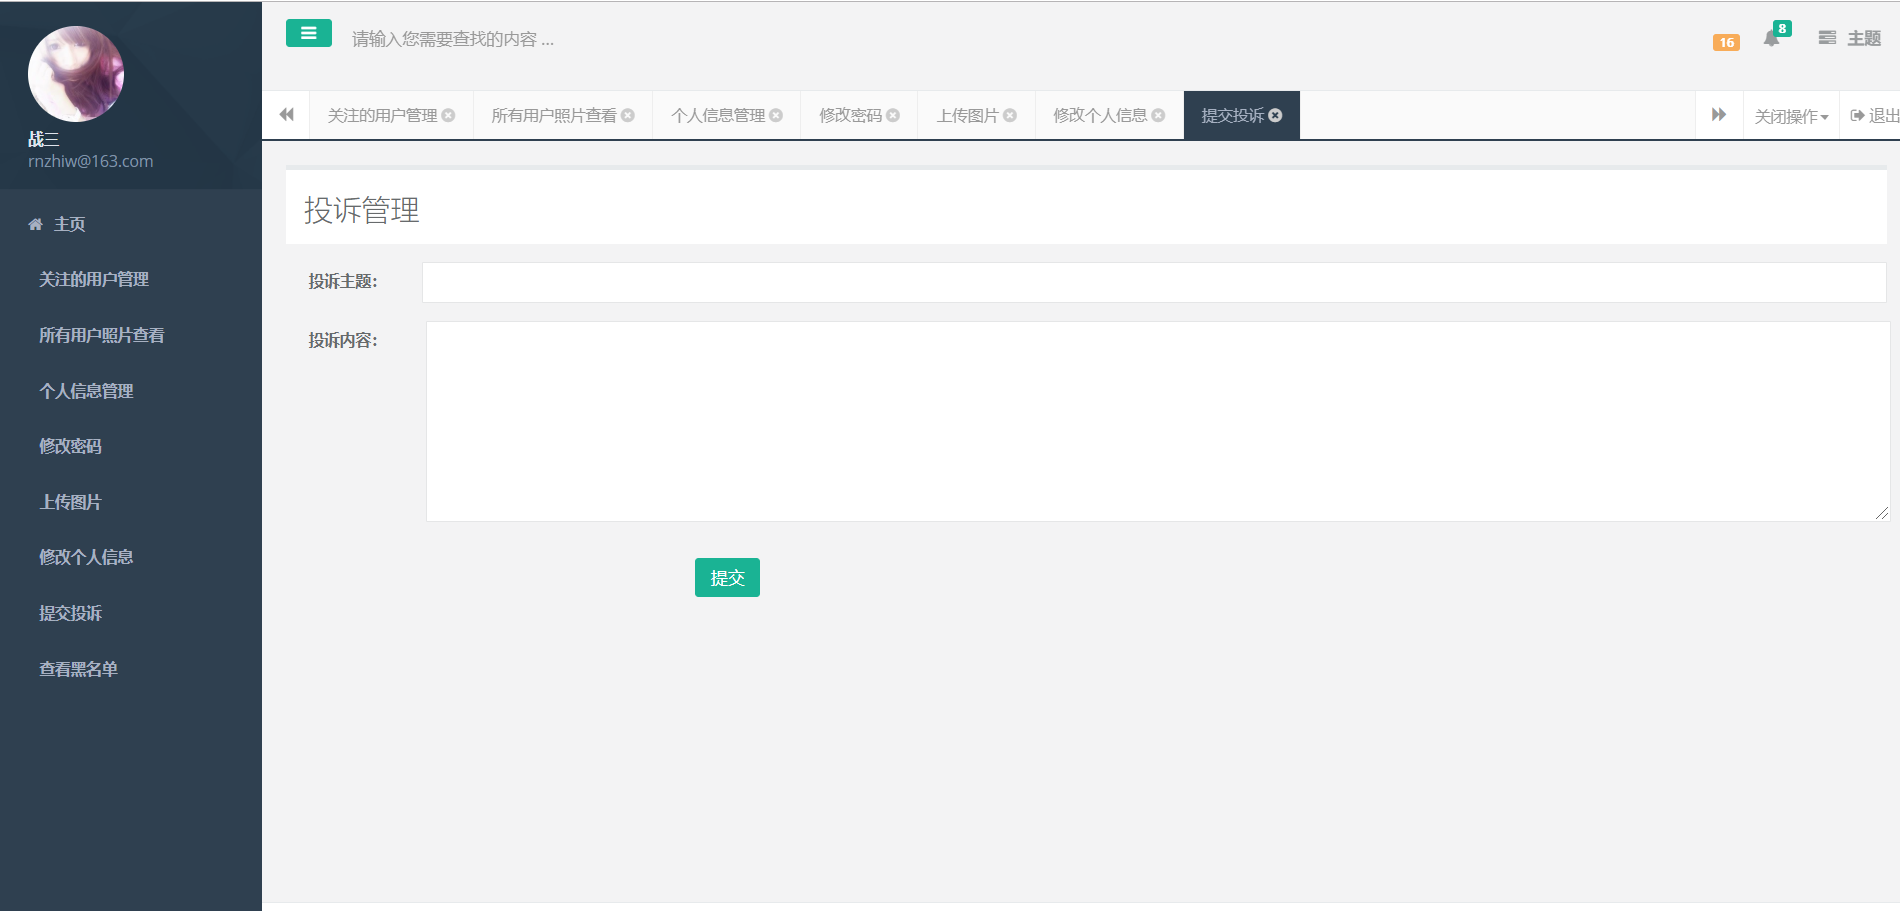 战三
rnzhiw@163.com
主页
关注的用户管理
所有用户照片查看
个人信息管理
修改密码
上传图片
修改个人信息
提交投诉
查看黑名单
请输入您需要查找的内容 ...
16
8
主题
关注的用户管理
所有用户照片查看
个人信息管理
修改密码
上传图片
修改个人信息
提交投诉
关闭操作
退出
投诉管理
投诉主题：
投诉内容：
提交